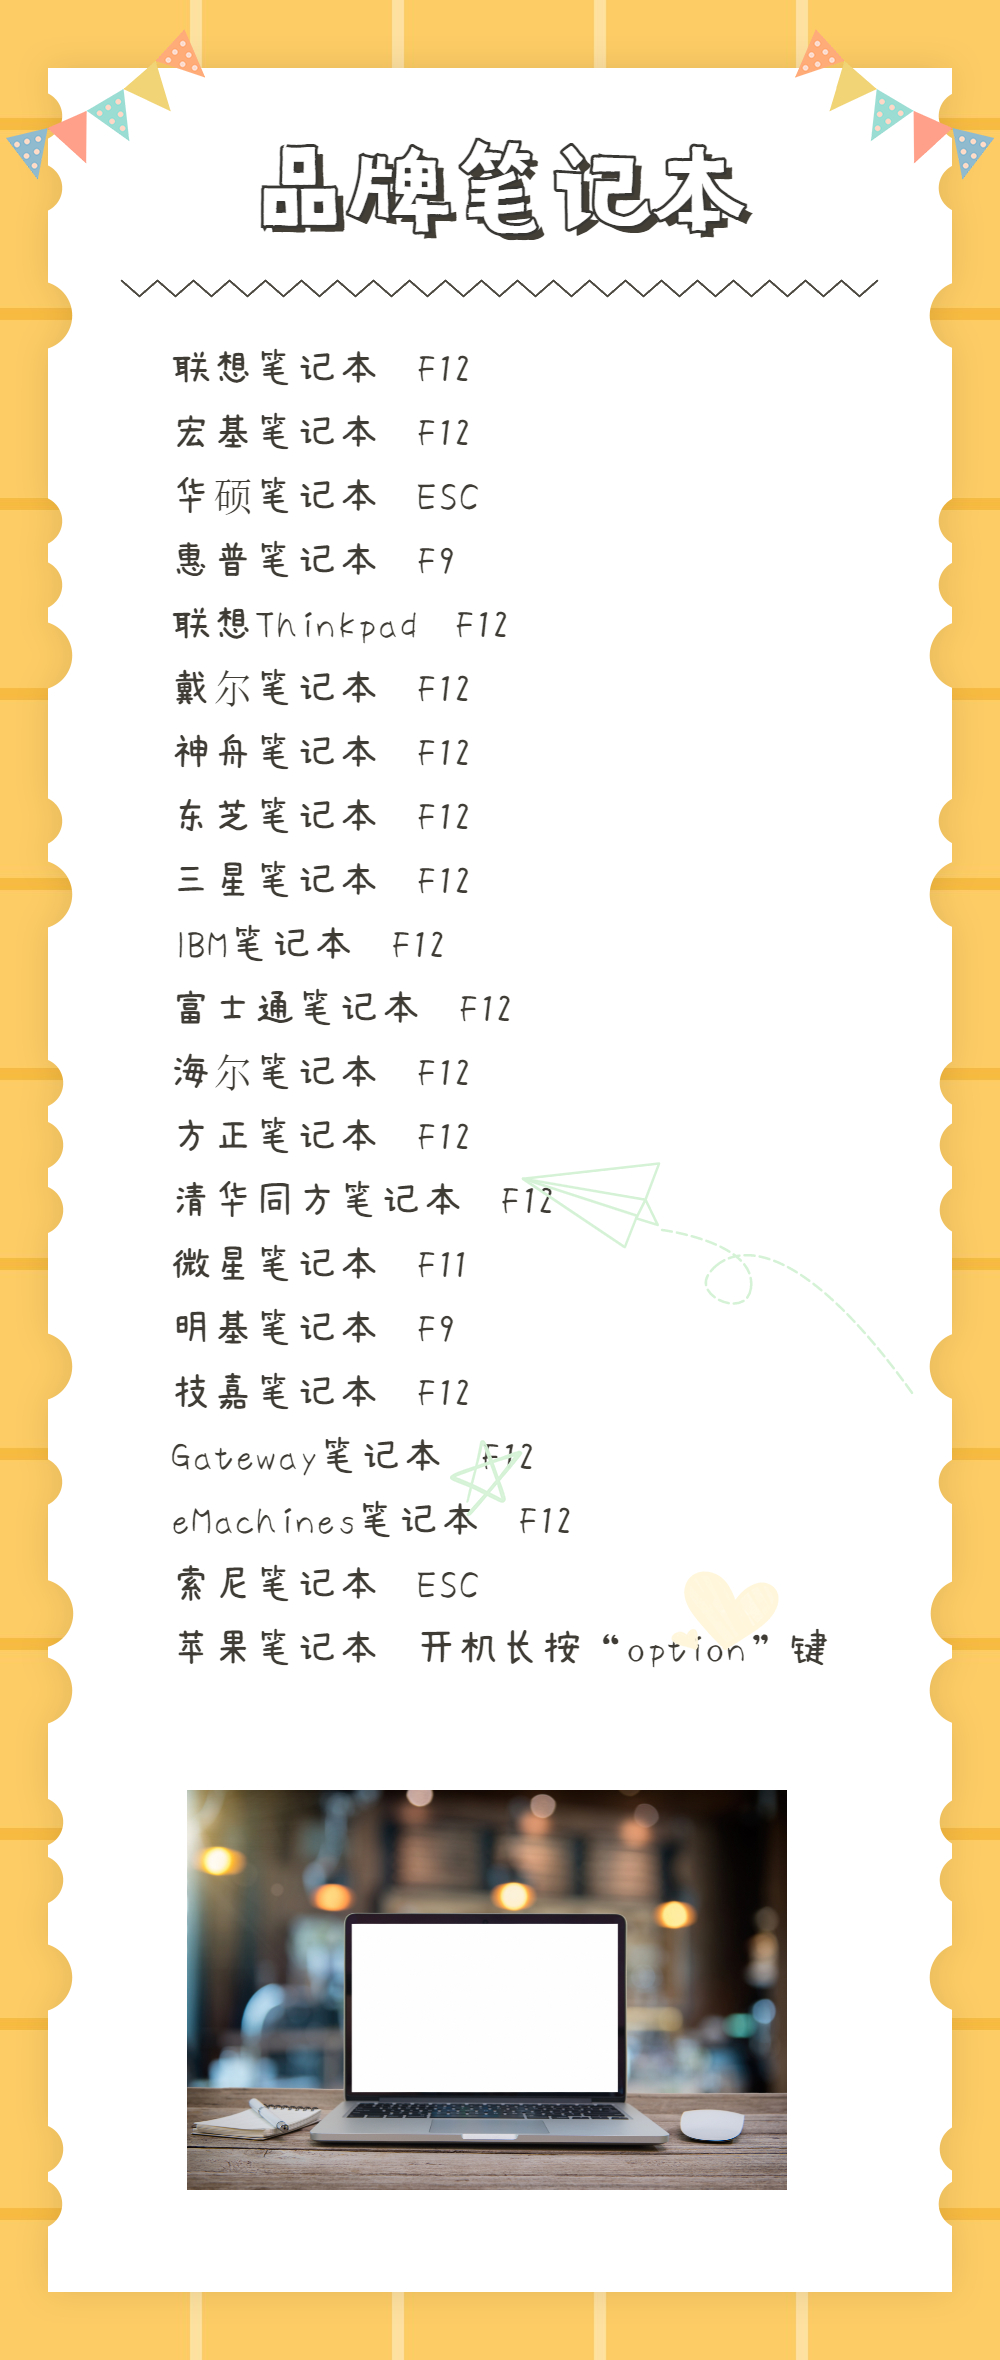 品牌笔记本
联想笔记本 F12
宏基笔记本 F12
华硕笔记本 ESC
惠普笔记本 F9
联想Thinkpad F12
戴尔笔记本 F12
神舟笔记本 F12
东芝笔记本 F12
三星笔记本 F12
IBM笔记本 F12
富士通笔记本 F12
海尔笔记本 F12
方正笔记本 F12
清华同方笔记本 F12
微星笔记本 F11
明基笔记本 F9
技嘉笔记本 F12
Gateway笔记本 F12
eMachines笔记本 F12
索尼笔记本 ESC
苹果笔记本 开机长按“option”键